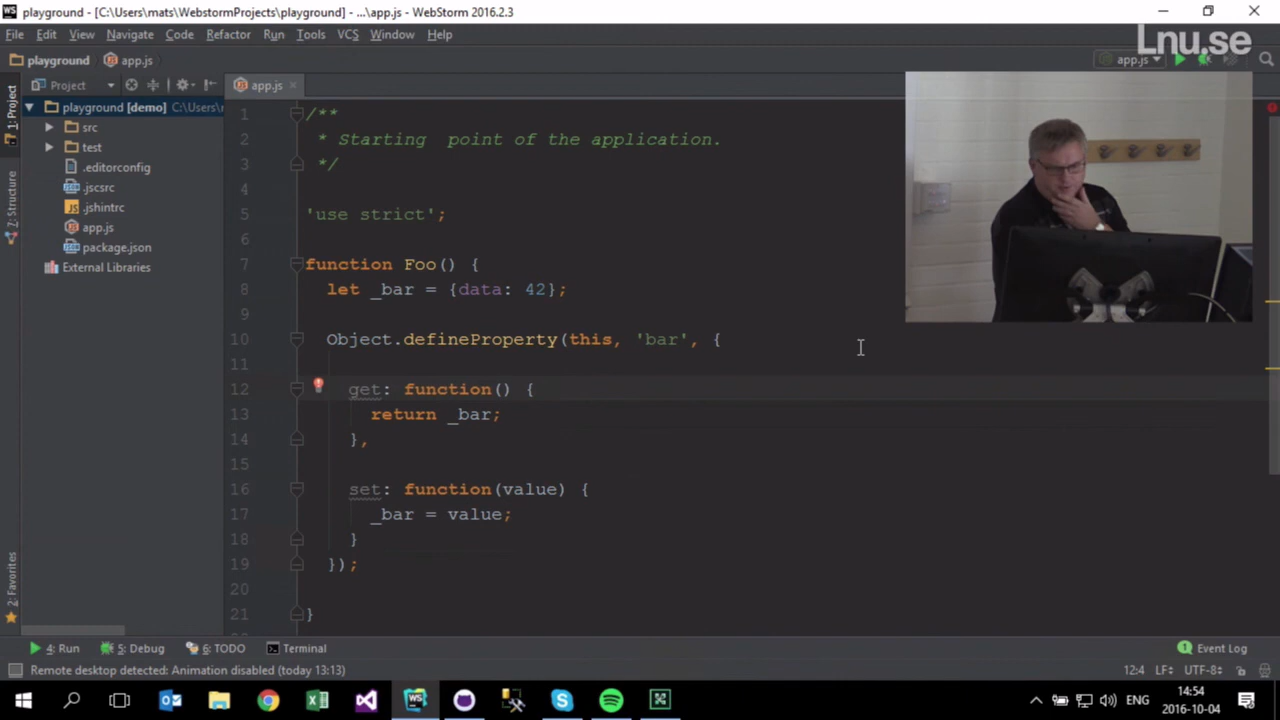 playground - [C:\Users\mats\WebstormProjects\playground] - ...\app.js - WebStorm 2016.2.3
File Edit View Navigate Code Refactor Run Tools VCS Window Help
Lnu.se
playground app.js
app.js
1: Project
Project
app.js
playground [demo] C:\Users\r
src
test
.editorconfig
.jscsrc
.jshintrc
app.js
package.json
External Libraries
7: Structure
2: Favorites
1 /**
2 * Starting  point of the application.
3 */
4
5 'use strict';
6
7 function Foo() {
8 let _bar = {data: 42};
9
10 Object.defineProperty(this, 'bar', {
11
12 get: function() {
13 return _bar;
14 },
15
16 set: function(value) {
17 _bar = value;
18 }
19 });
20
21 }
4: Run 5: Debug 6: TODO Terminal
1 Event Log
Remote desktop detected: Animation disabled (today 13:13)
12:4 LF÷ UTF-8÷
ENG
14:54
2016-10-04